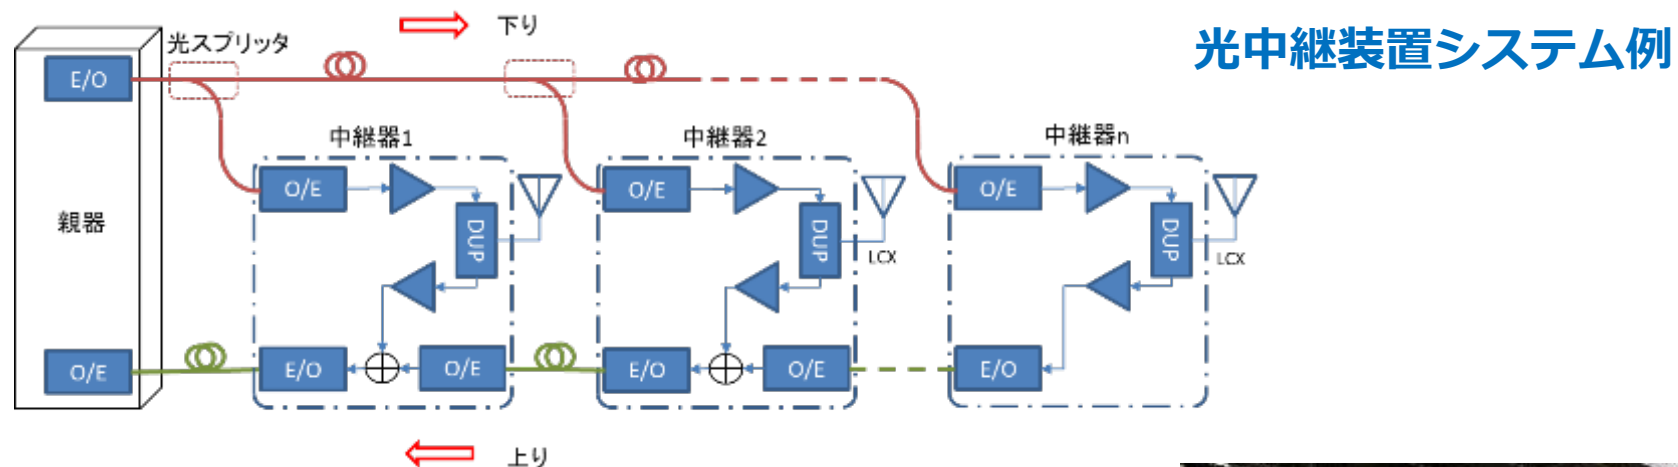 光中継装置システム例
下り
光スプリッタ
E/O
中継器1
中継器2
中継器n
O/E
O/E
O/E
親器
DUP
DUP
DUP
LCX
LCX
O/E
E/O
O/E
E/O
O/E
E/O
上り